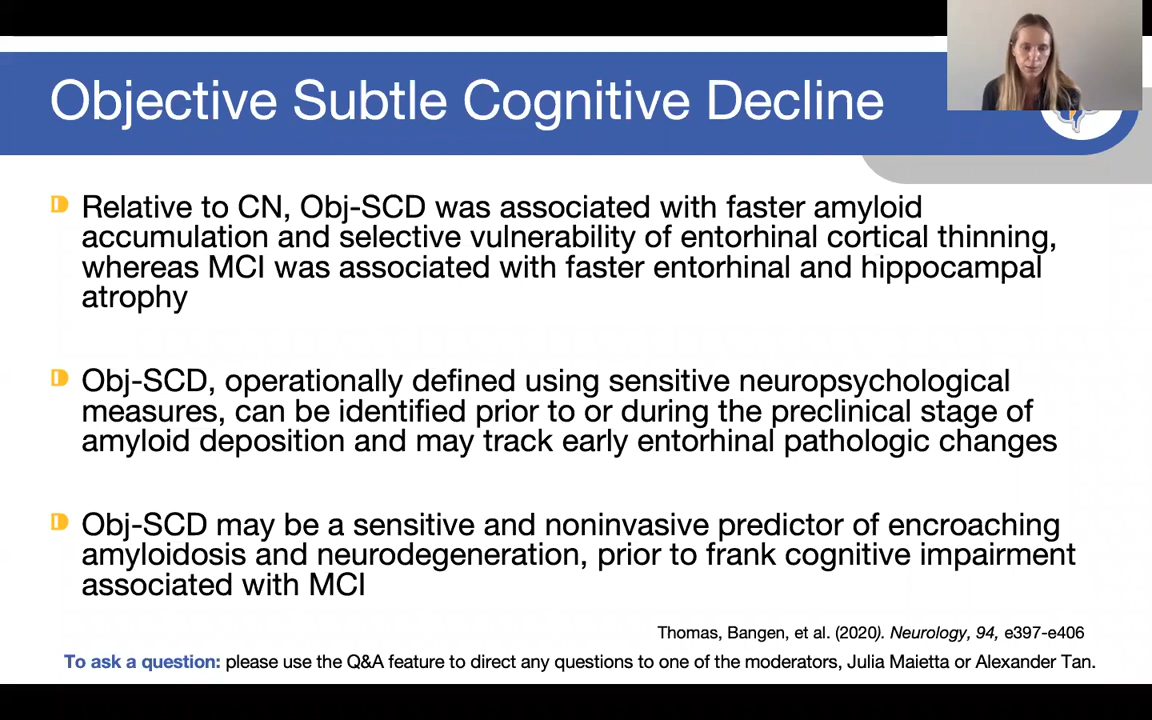 Objective Subtle Cognitive Decline
Relative to CN, Obj-SCD was associated with faster amyloid
accumulation and selective vulnerability of entorhinal cortical thinning,
whereas MCI was associated with faster entorhinal and hippocampal
atrophy
Obj-SCD, operationally defined using sensitive neuropsychological
measures, can be identified prior to or during the preclinical stage of
amyloid deposition and may track early entorhinal pathologic changes
Obj-SCD may be a sensitive and noninvasive predictor of encroaching
amyloidosis and neurodegeneration, prior to frank cognitive impairment
associated with MCI
Thomas, Bangen, et al. (2020). Neurology, 94, e397-e406
To ask a question: please use the Q&A feature to direct any questions to one of the moderators, Julia Maietta or Alexander Tan.